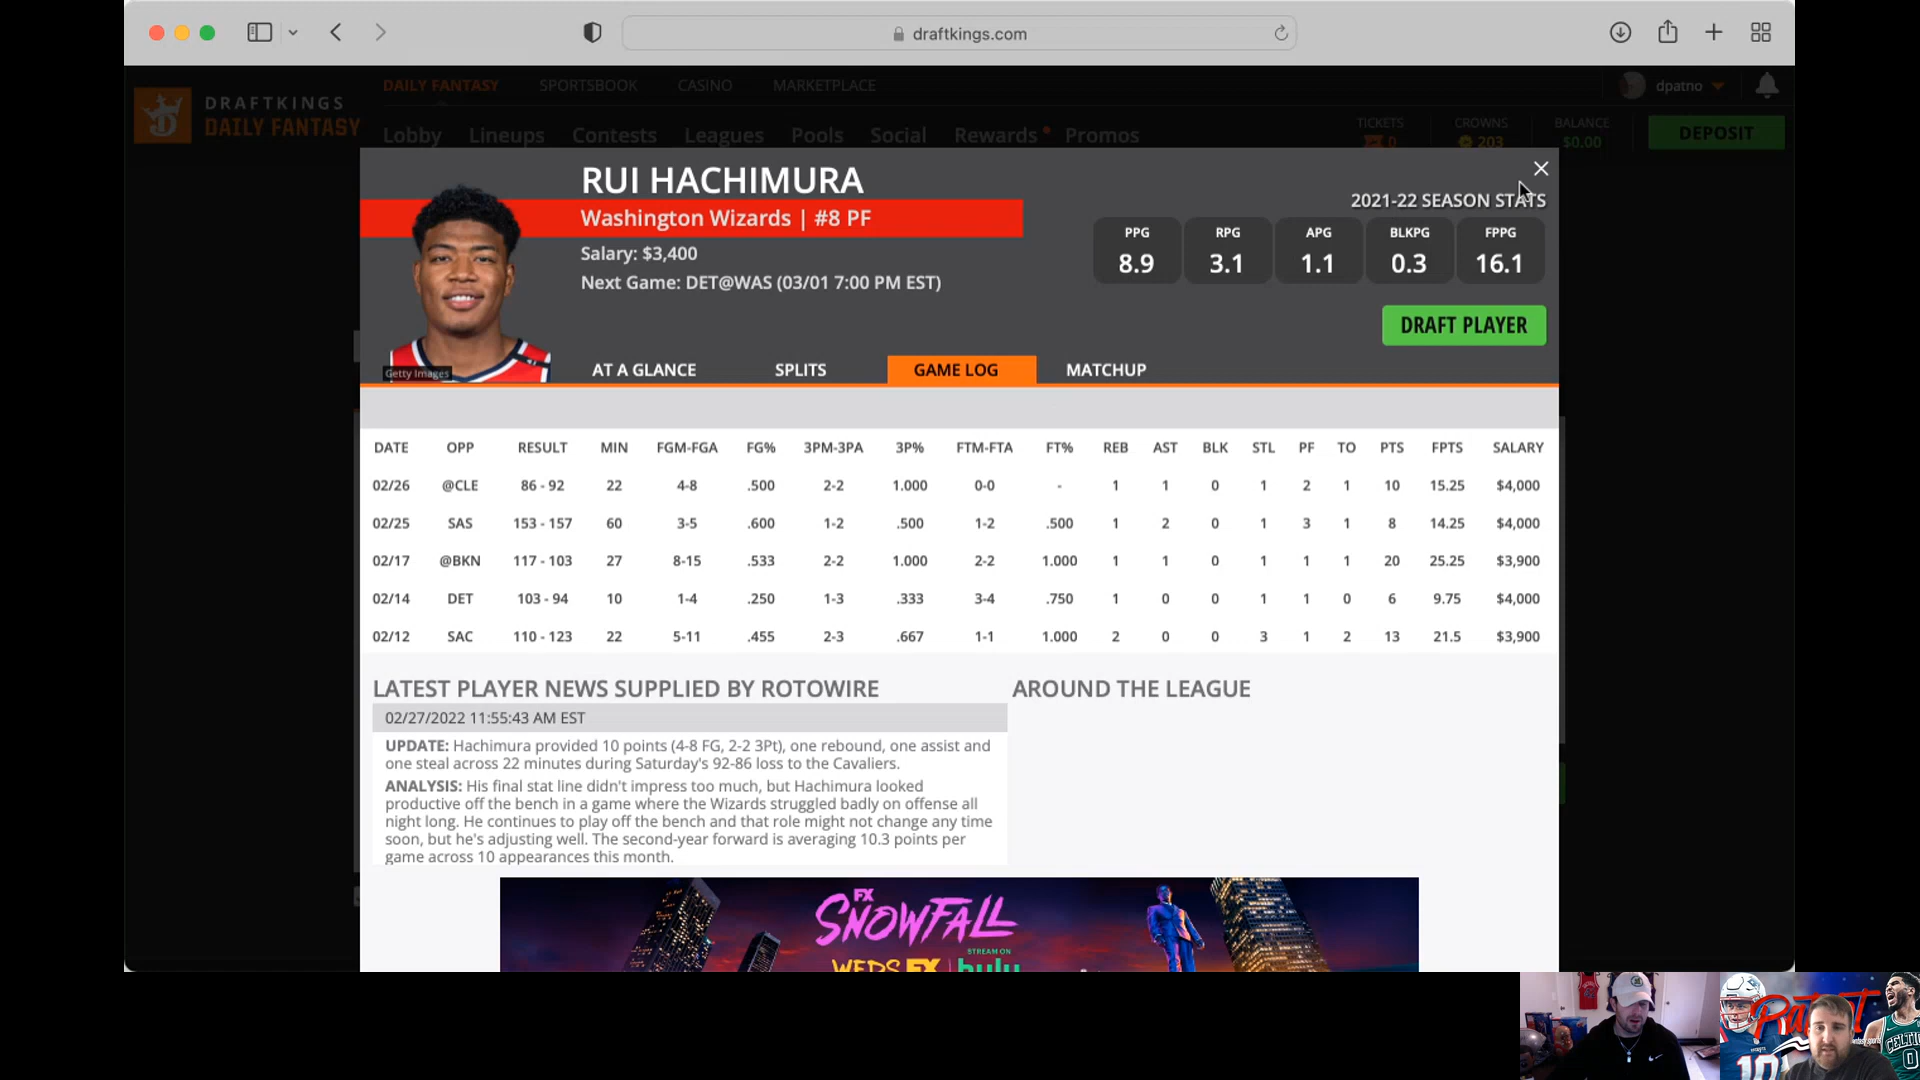 draftkings.com
DRAFTKINGS
DAILY FANTASY
DAILY FANTASY SPORTSBOOK CASINO MARKETPLACE
dpatno
Lobby Lineups Contests Leagues Pools Social Rewards Promos
TICKETS CROWNS BALANCE
0 203 $0.00
DEPOSIT
RUI HACHIMURA
Washington Wizards | #8 PF
Salary: $3,400
Next Game: DET@WAS (03/01 7:00 PM EST)
2021-22 SEASON STATS
PPG RPG APG BLKPG FPPG
8.9 3.1 1.1 0.3 16.1
DRAFT PLAYER
Getty Images
AT A GLANCE SPLITS GAME LOG MATCHUP
DATE OPP RESULT MIN FGM-FGA FG% 3PM-3PA 3P% FTM-FTA FT% REB AST BLK STL PF TO PTS FPTS SALARY
02/26 @CLE 86 - 92 22 4-8 .500 2-2 1.000 0-0 - 1 1 0 1 2 1 10 15.25 $4,000
02/25 SAS 153 - 157 60 3-5 .600 1-2 .500 1-2 .500 1 2 0 1 3 1 8 14.25 $4,000
02/17 @BKN 117 - 103 27 8-15 .533 2-2 1.000 2-2 1.000 1 1 0 1 1 1 20 25.25 $3,900
02/14 DET 103 - 94 10 1-4 .250 1-3 .333 3-4 .750 1 0 0 1 1 0 6 9.75 $4,000
02/12 SAC 110 - 123 22 5-11 .455 2-3 .667 1-1 1.000 2 0 0 3 1 2 13 21.5 $3,900
LATEST PLAYER NEWS SUPPLIED BY ROTOWIRE
AROUND THE LEAGUE
02/27/2022 11:55:43 AM EST
UPDATE: Hachimura provided 10 points (4-8 FG, 2-2 3Pt), one rebound, one assist and
one steal across 22 minutes during Saturday's 92-86 loss to the Cavaliers.
ANALYSIS: His final stat line didn't impress too much, but Hachimura looked
productive off the bench in a game where the Wizards struggled badly on offense all
night long. He continues to play off the bench and that role might not change any time
soon, but he's adjusting well. The second-year forward is averaging 10.3 points per
game across 10 appearances this month.
FX
SNOWFALL
STREAM ON
WEDS FX hulu
CELTICS
0
10